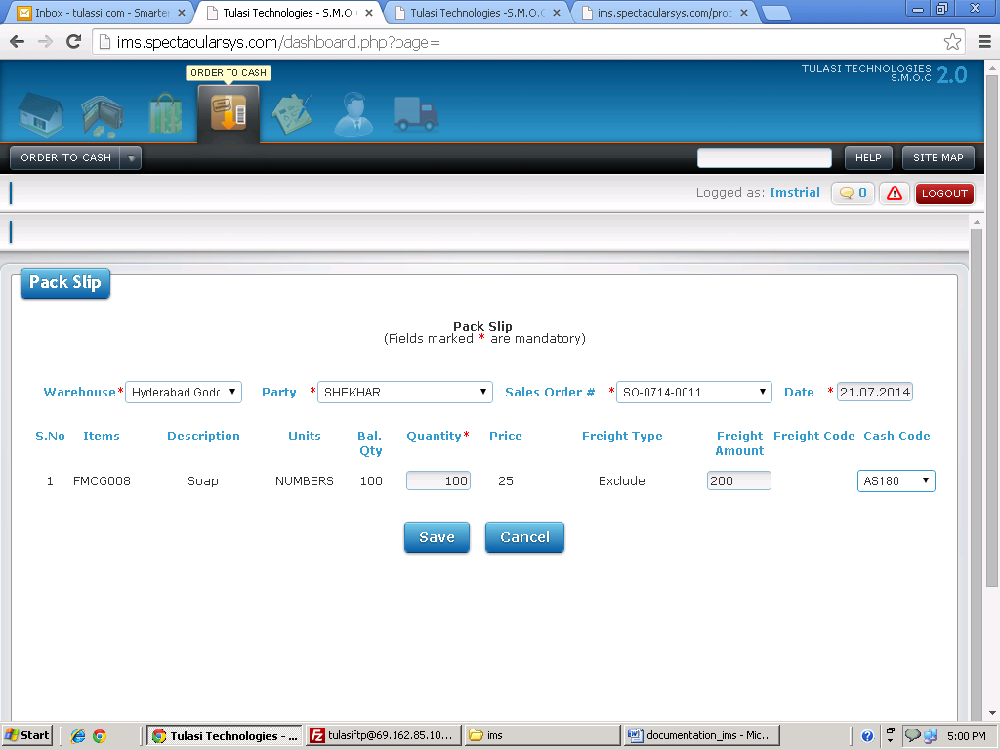 Inbox - tulassi.com - Smarter
Tulasi Technologies - S.M.O.C
Tulasi Technologies -S.M.O.C
ims.spectacularsys.com/proc
ims.spectacularsys.com/dashboard.php?page=
ORDER TO CASH
TULASI TECHNOLOGIES
S.M.O.C 2.0
ORDER TO CASH
HELP
SITE MAP
Logged as: Imstrial
0
LOGOUT
Pack Slip
Pack Slip
(Fields marked * are mandatory)
Warehouse* Hyderabad Godo Party * SHEKHAR Sales Order # * SO-0714-0011 Date * 21.07.2014
S.No Items Description Units Bal. Qty Quantity* Price Freight Type Freight Amount Freight Code Cash Code
1 FMCG008 Soap NUMBERS 100 100 25 Exclude 200 AS180
Save Cancel
Start Tulasi Technologies - ... tulasiftp@69.162.85.10... ims documentation_ims - Mic... 5:00 PM